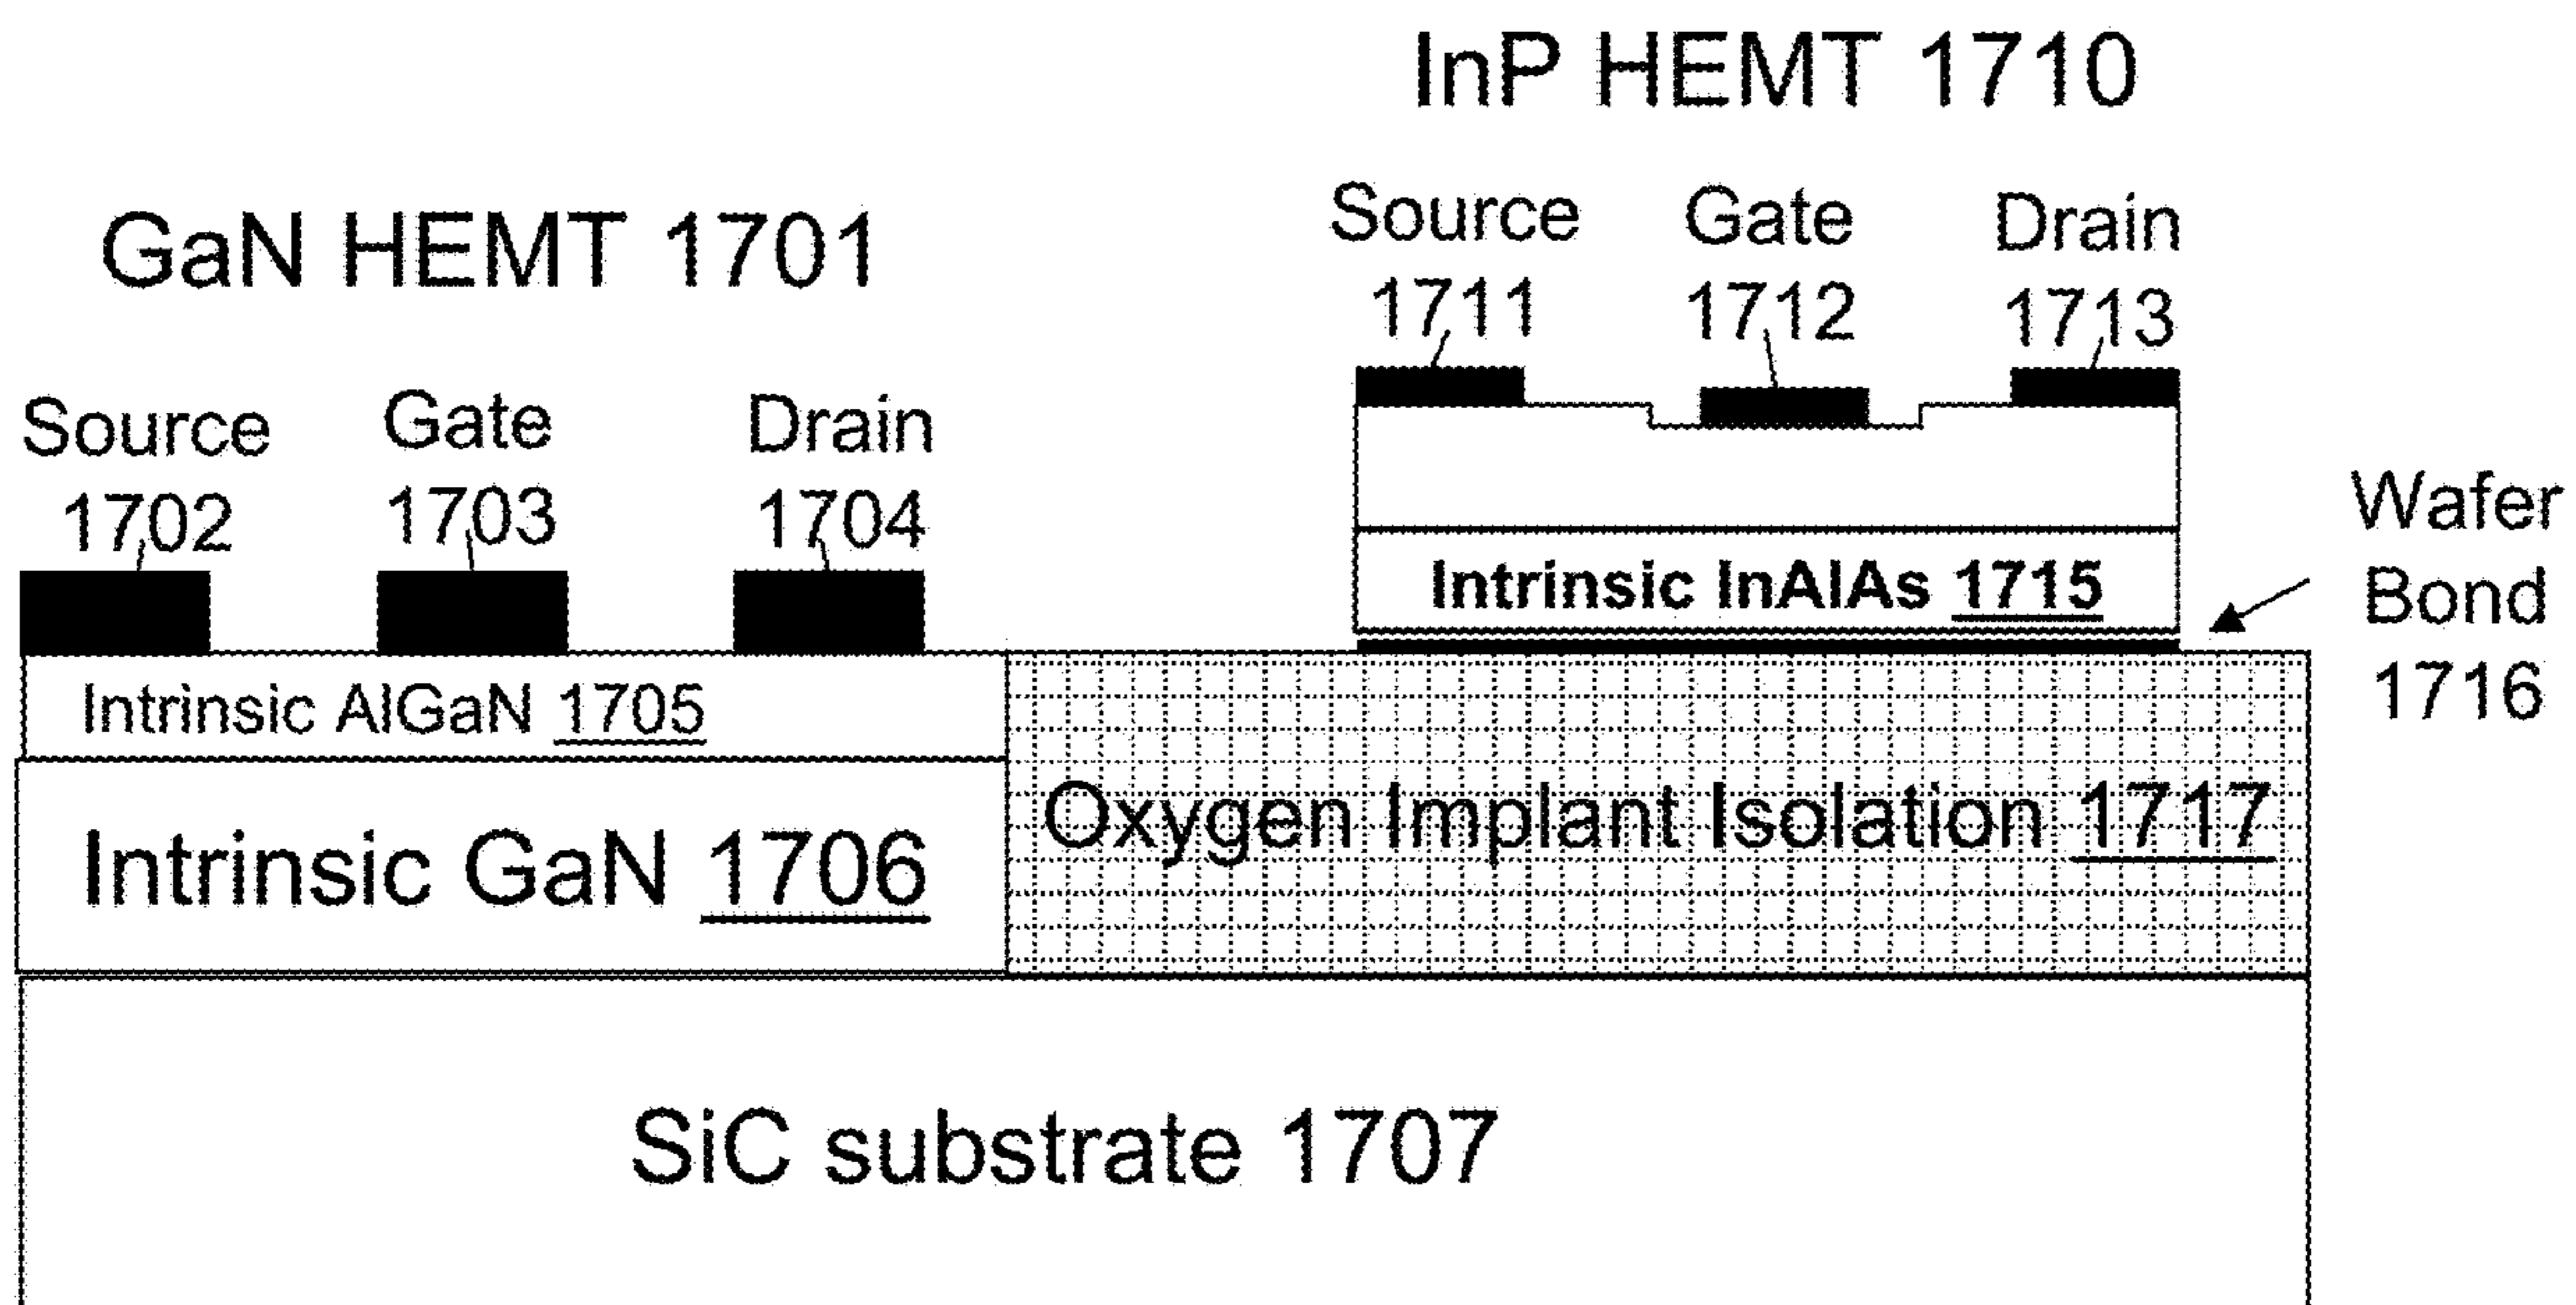 InP HEMT 1710
GaN HEMT 1701
Source
1711
Gate
1712
Drain
1713
Source
1702
Gate
1703
Drain
1704
Wafer
Bond
1716
Intrinsic InAlAs 1715
Intrinsic AlGaN 1705
Oxygen Implant Isolation 1717
Intrinsic GaN 1706
SiC substrate 1707